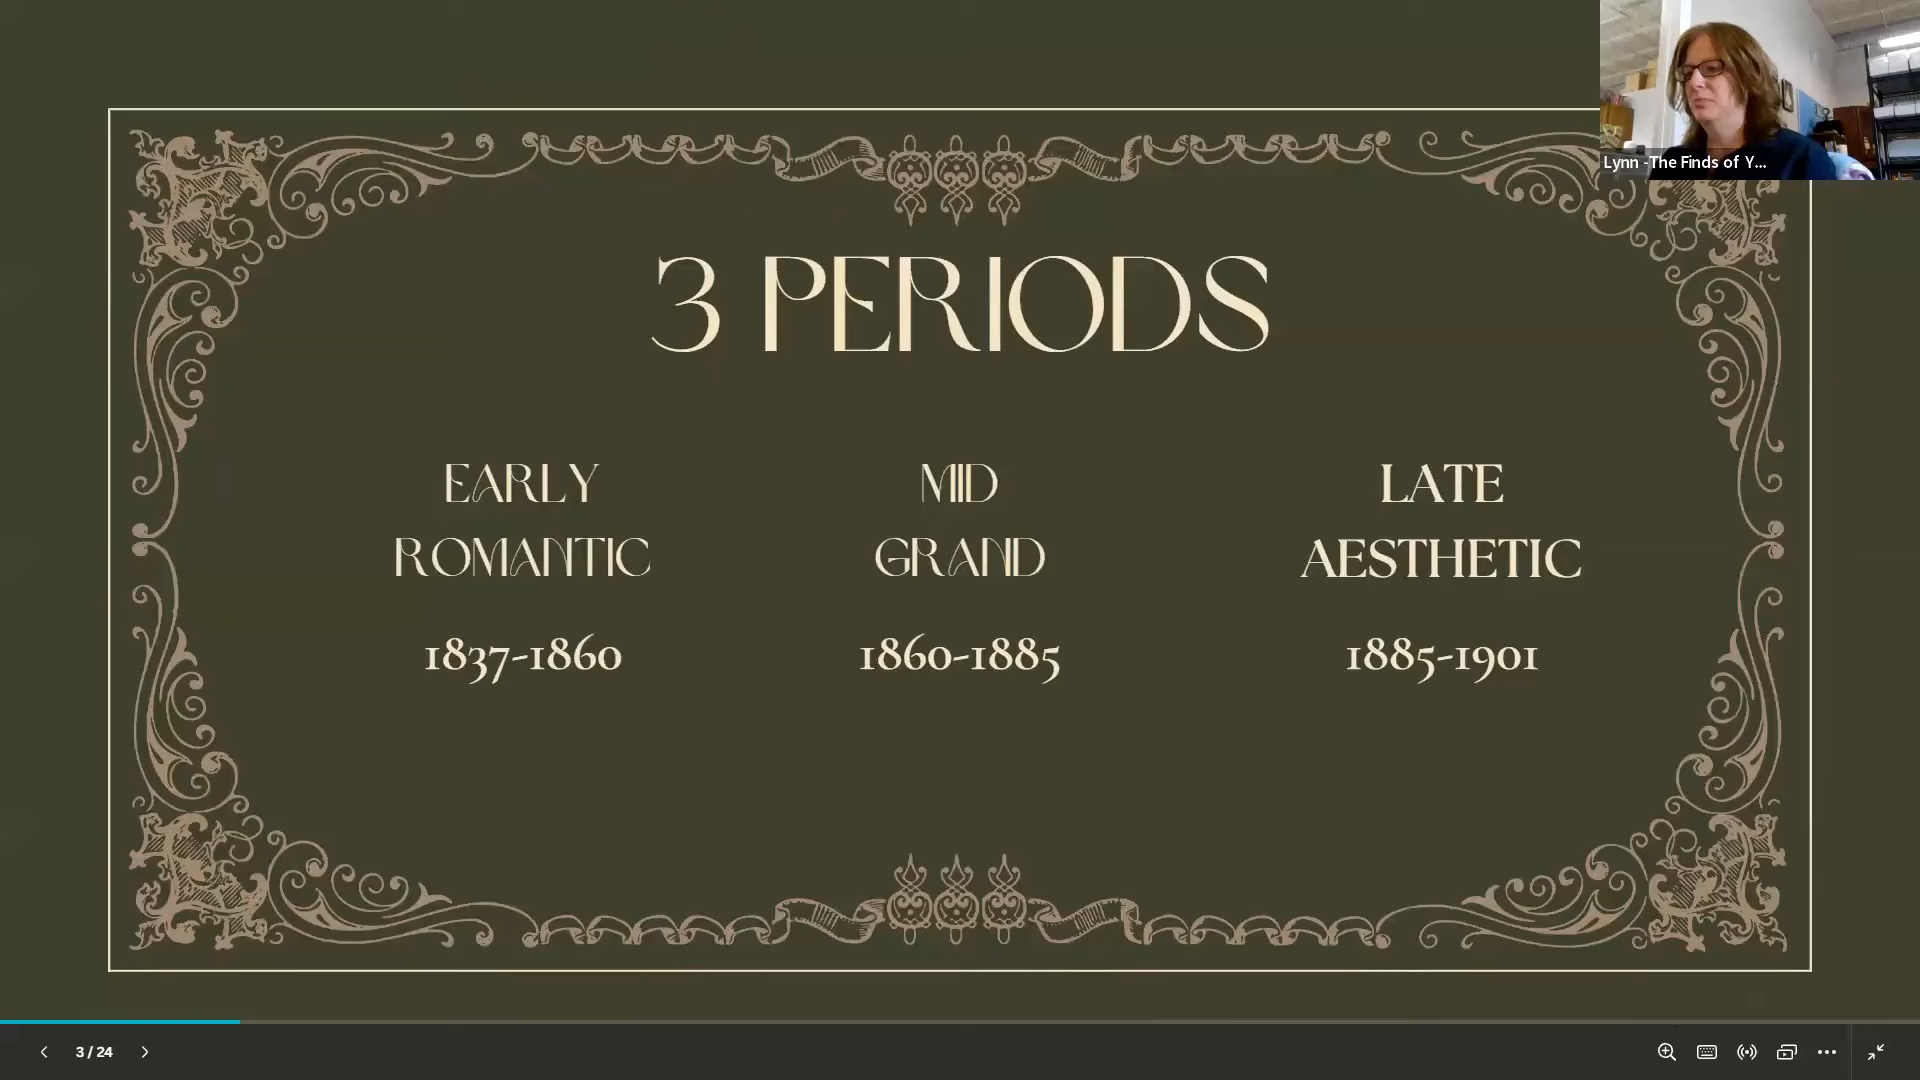 Lynn -The Finds of Y...
3 PERIODS
EARLY
ROMANTIC
1837-1860
MID
GRAND
1860-1885
LATE
AESTHETIC
1885-1901
3 / 24